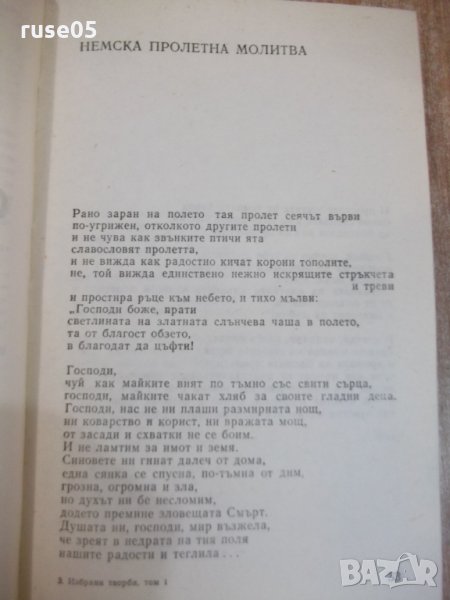 ruse05
НЕМСКА ПРОЛЕТНА МОЛИТВА
Рано заран на полето тая пролет сеячът върви
по-угрижен, отколкото другите пролети
и не чува как звънките птичи ята
славословят пролетта,
и не вижда как радостно кичат корони тополите,
не, той вижда единствено нежно искрящите стръкчета
и треви
и простира ръце към небето, и тихо мълви:
„Господи боже, прати
светлината на златната слънчева чаша в полето,
та от благост обзето,
в благодат да цъфти!
Господи,
чуй как майките вият по тъмно със свити сърца,
господи, майките чакат хляб за своите гладни деца.
Господи, нас не ни плаши размирната нощ,
ни коварство и корист, ни вражата мощ,
от засади и схватки не се боим.
И не ламтим за имот и земя.
Синовете ни гинат далеч от дома,
една сянка се спусна, по-тъмна от дим,
грозна, огромна и зла,
но духът ни бе несломим,
додето премине зловещата Смърт.
Душата ни, господи, мир възжела,
че зреят в недрата на тия поля
нашите радости и теглила...
3 Избрани творби, том 1
BAZAR